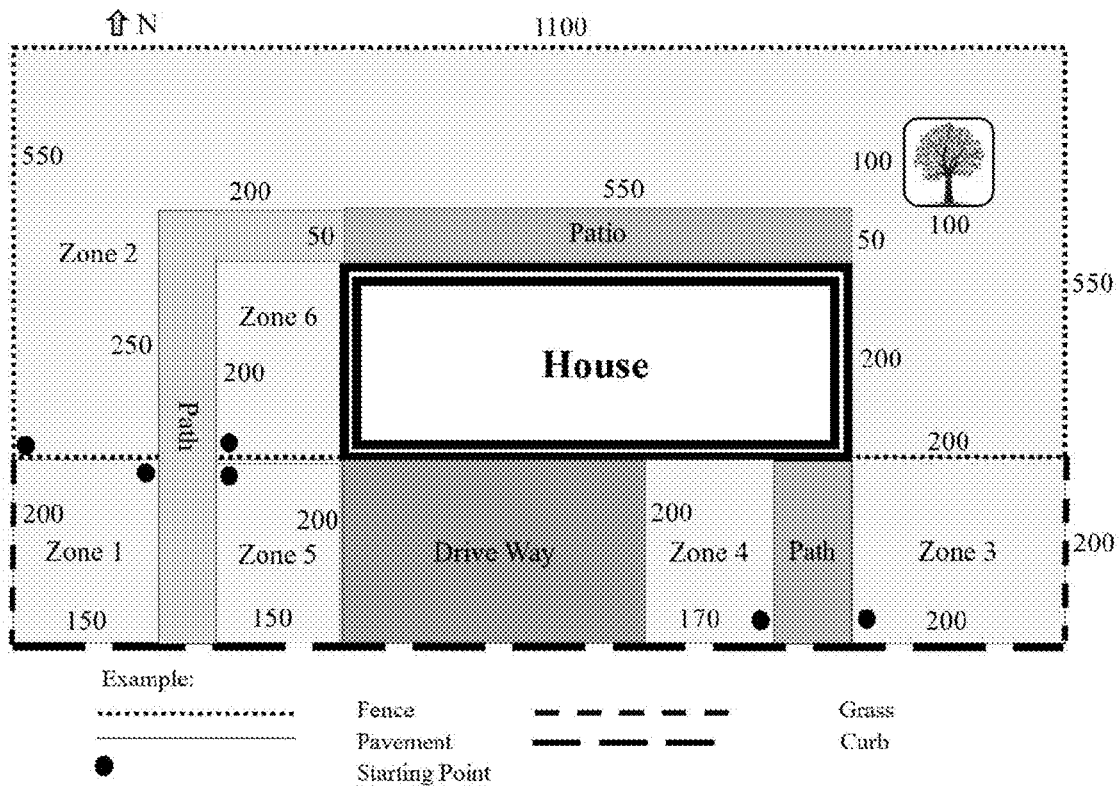 N
1100
550
100
200
550
100
50
Patio
50
Zone 2
550
Zone 6
250
House
200
200
Path
200
200
200
200
Zone 1
Zone 5
Drive Way
Zone 4
Path
Zone 3
200
150
150
170
200
Example:
Fence
Grass
Pavement
Curb
Starting Point